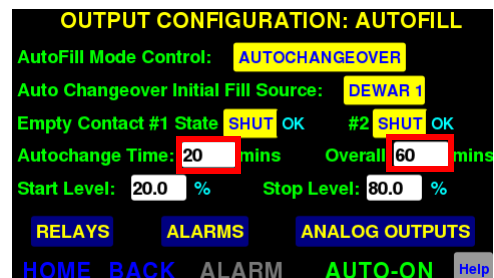 OUTPUT CONFIGURATION: AUTOFILL
AutoFill Mode Control: AUTOCHANGEOVER
Auto Changeover Initial Fill Source: DEWAR 1
Empty Contact #1 State SHUT OK #2 SHUT OK
Autochange Time: 20 mins Overall 60 mins
Start Level: 20.0 % Stop Level: 80.0 %
RELAYS ALARMS ANALOG OUTPUTS
HOME BACK ALARM AUTO-ON Help